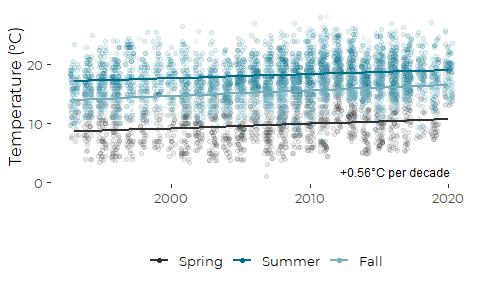 Temperature (°C)
20
10
0
+0.56°C per decade
2000
2010
2020
Spring
Summer
Fall